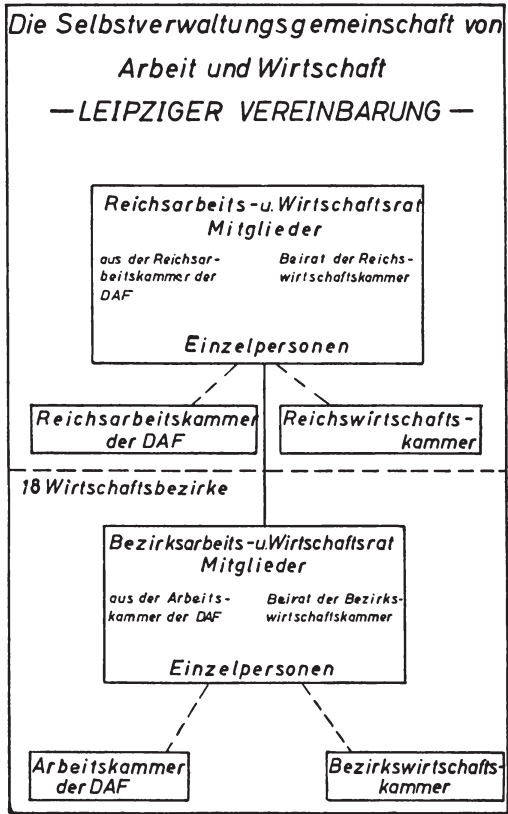 Die Selbstverwaltungsgemeinschaft von
Arbeit und Wirtschaft
— LEIPZIGER VEREINBARUNG —
Reichsarbeits-u. Wirtschaftsrat
Mitglieder
aus der Reichsar-
beitskammer der
DAF
Beirat der Reichs-
wirtschaftskammer
Einzelpersonen
Reichsarbeitskammer
der DAF
Reichswirtschafts-
kammer
18 Wirtschaftsbezirke
Bezirksarbeits-u. Wirtschaftsrat
Mitglieder
aus der Arbeits-
kammer der DAF
Beirat der Bezirks-
wirtschaftskammer
Einzelpersonen
Arbeitskammer
der DAF
Bezirkswirtschafts-
kammer